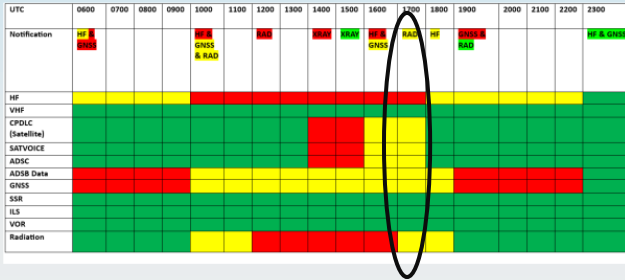 UTC 0600 0700 0800 0900 1000 1100 1200 1300 1400 1500 1600 1700 1800 1900 2000 2100 2200 2300
Notification HF & HF & RAD XRAY XRAY HF & RAD HF GNSS & HF & GNSS
GNSS GNSS GNSS RAD
& RAD
HF
VHF
CPDLC
(Satellite)
SATVOICE
ADSC
ADSB Data
GNSS
SSR
ILS
VOR
Radiation